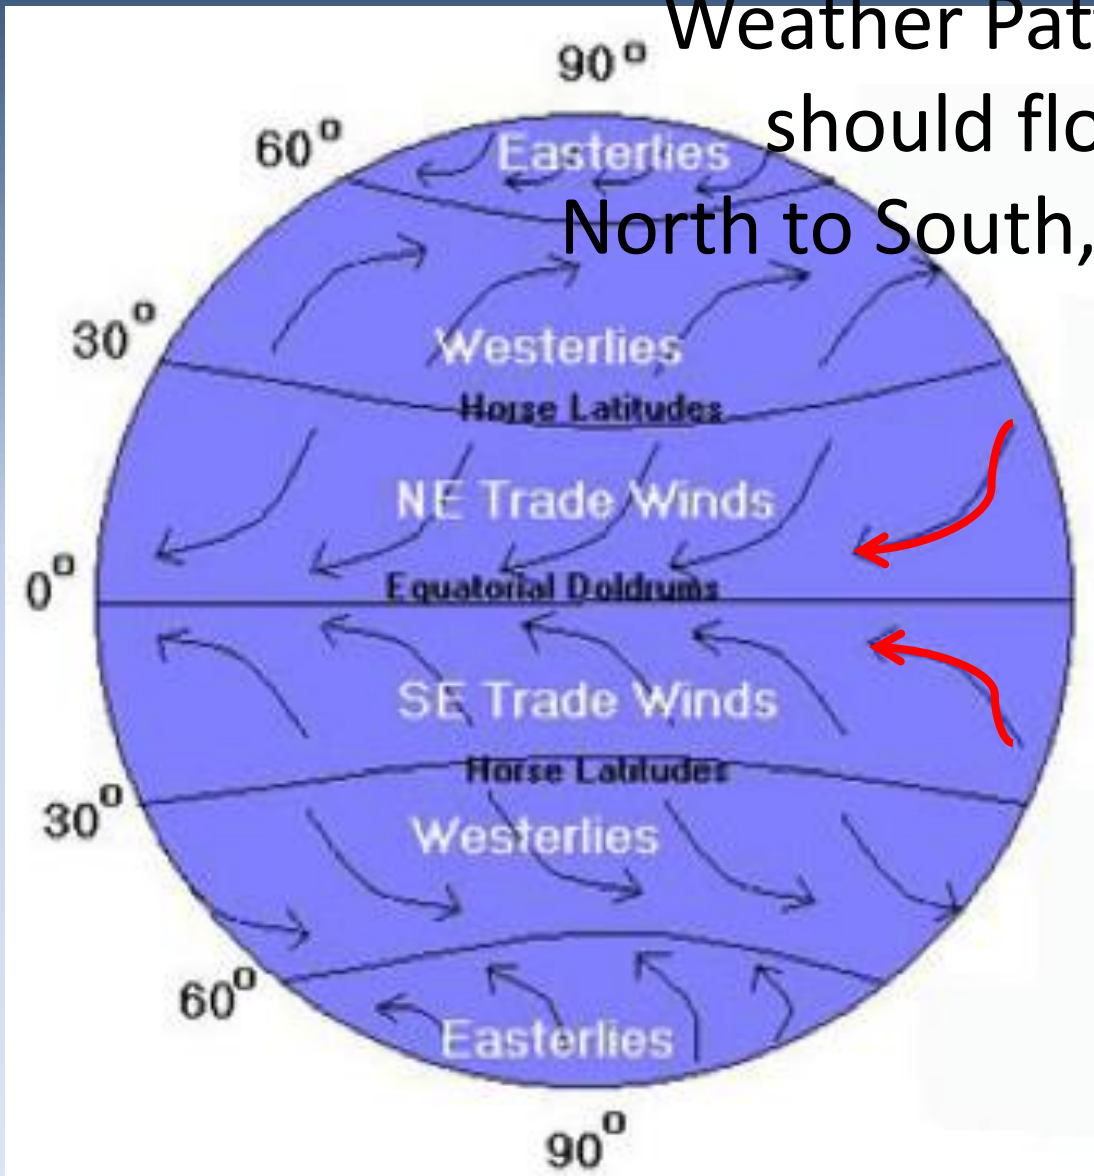 Weather Pat
90°
should flo
60°
Easterlies
North to South,
30°
Westerlies
Horse Latitudes
NE Trade Winds
0°
Equatorial Doldrums
SE Trade Winds
Horse Latitudes
30°
Westerlies
60°
Easterlies
90°